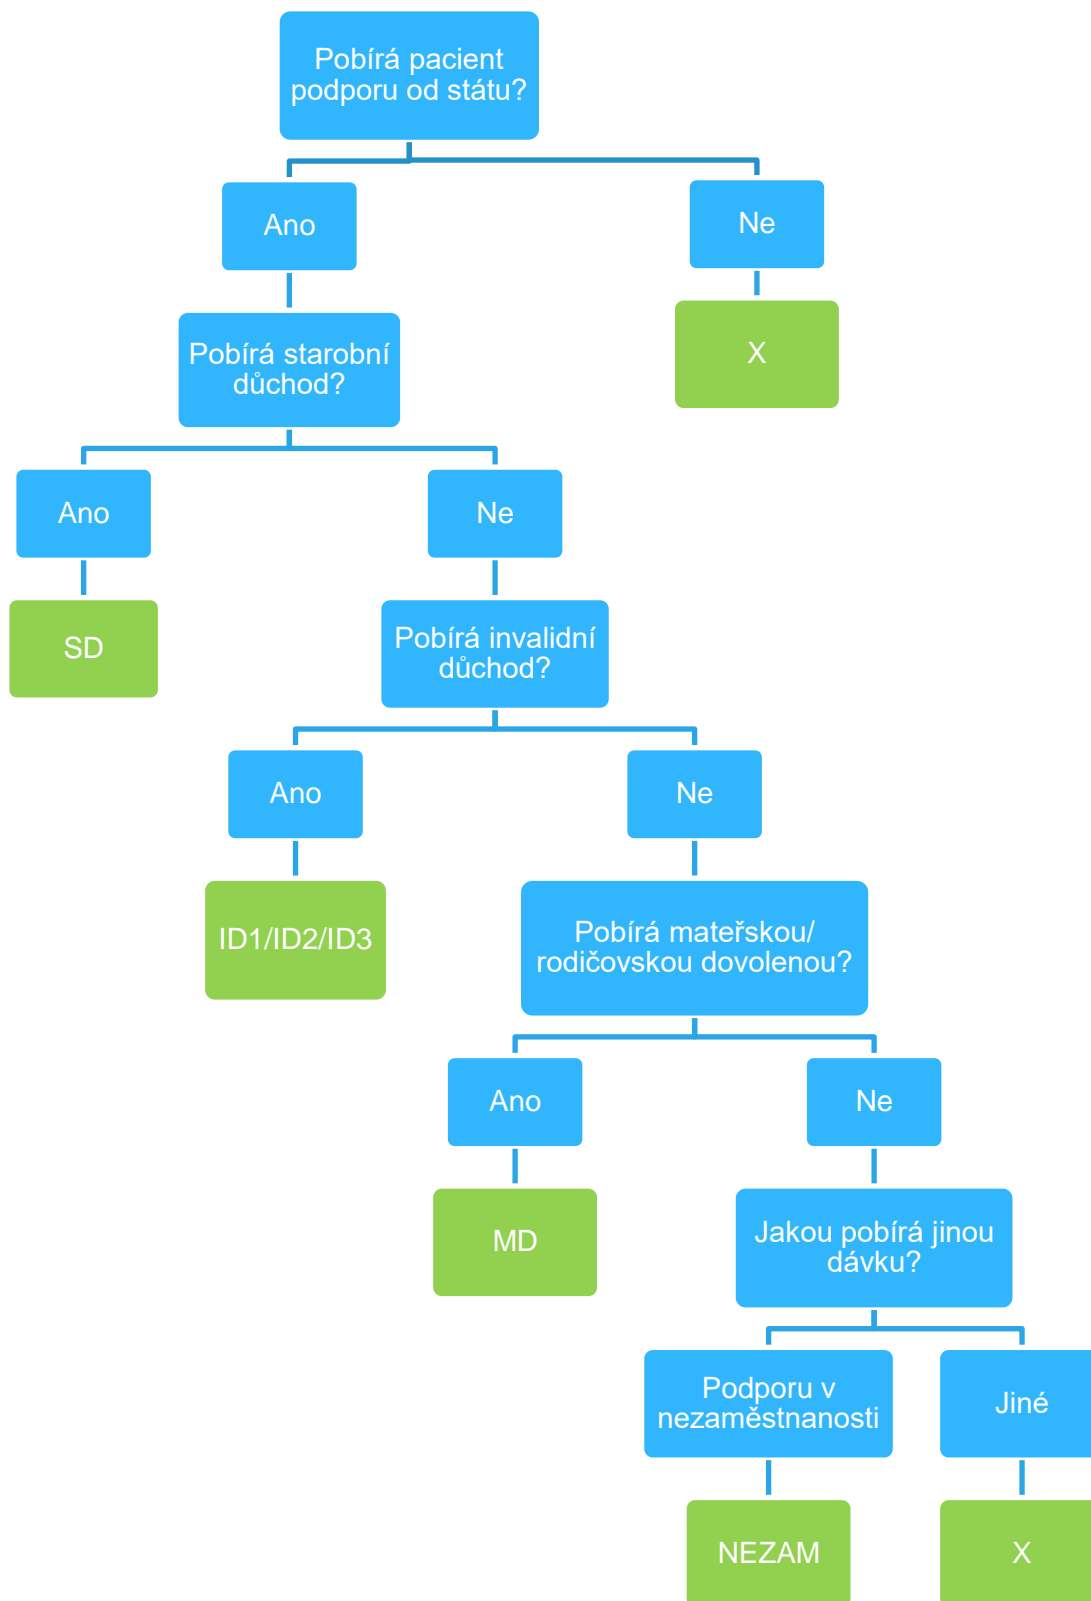 Pobírá pacient
podporu od státu?
Ano
Ne
Pobírá starobní
důchod?
X
Ano
Ne
SD
Pobírá invalidní
důchod?
Ano
Ne
ID1/ID2/ID3
Pobírá mateřskou/
rodičovskou dovolenou?
Ano
Ne
MD
Jakou pobírá jinou
dávku?
Podporu v
nezaměstnanosti
Jiné
NEZAM
X